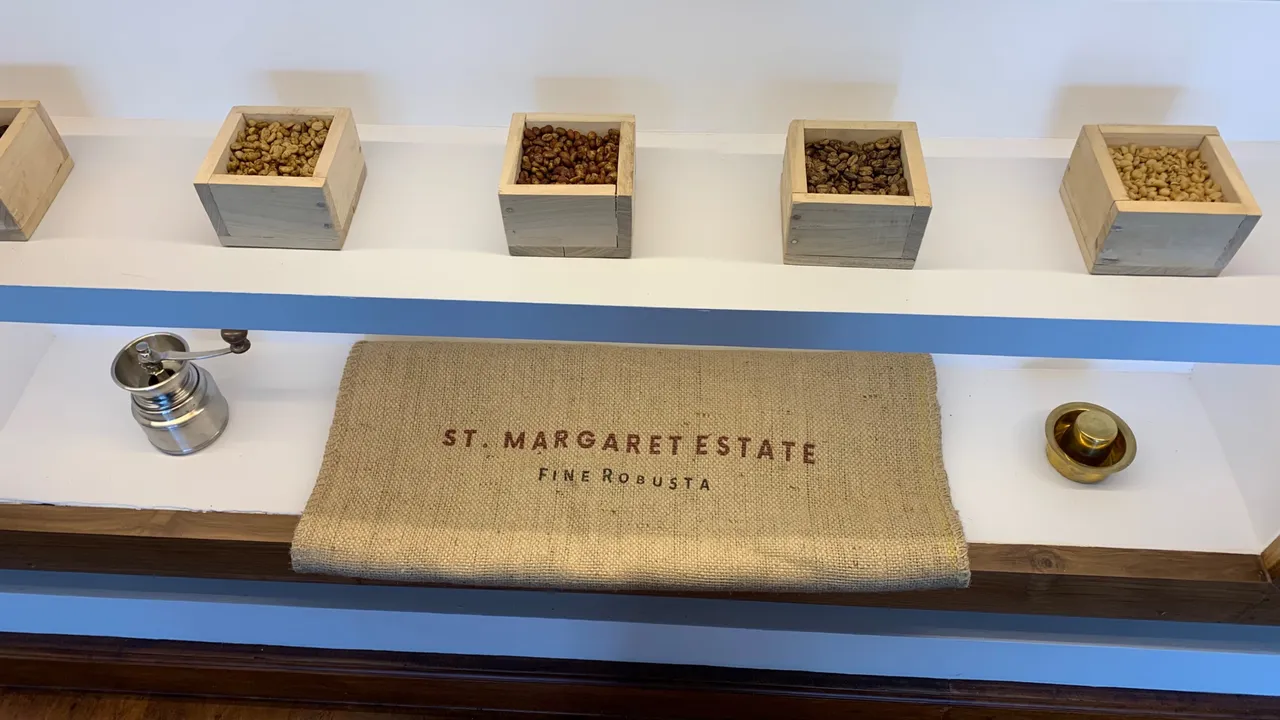 ST. MARGARET ESTATE
FINE ROBUSTA